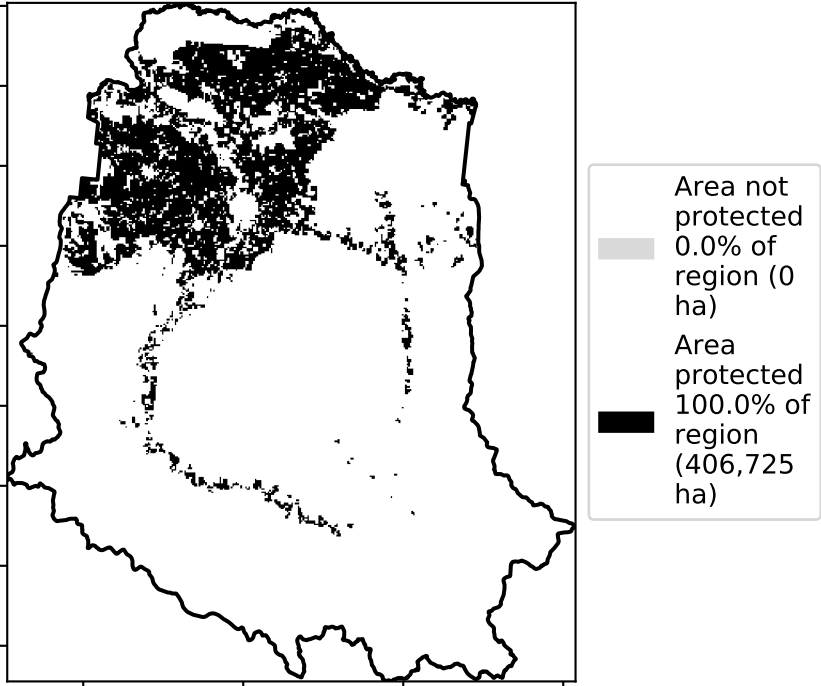 Area not
protected
0.0% of
region (0
ha)
Area
protected
100.0% of
region
(406,725
ha)